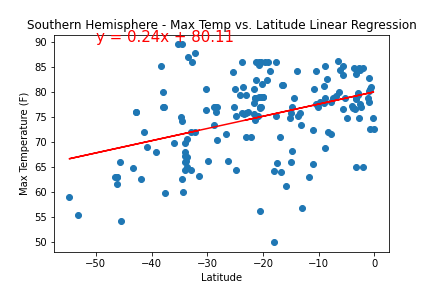 Southern Hemisphere - Max Temp vs. Latitude Linear Regression
y = 0.24x + 80.11
90
85
80
75
70
65
60
55
50
Max Temperature (F)
−50 −40 −30 −20 −10 0
Latitude